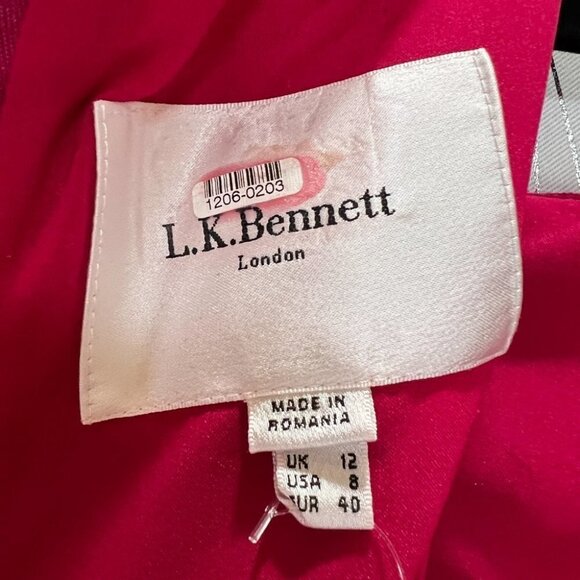 1206-0203
L.K.Bennett
London
MADE IN
ROMANIA
UK 12
USA 8
EUR 40